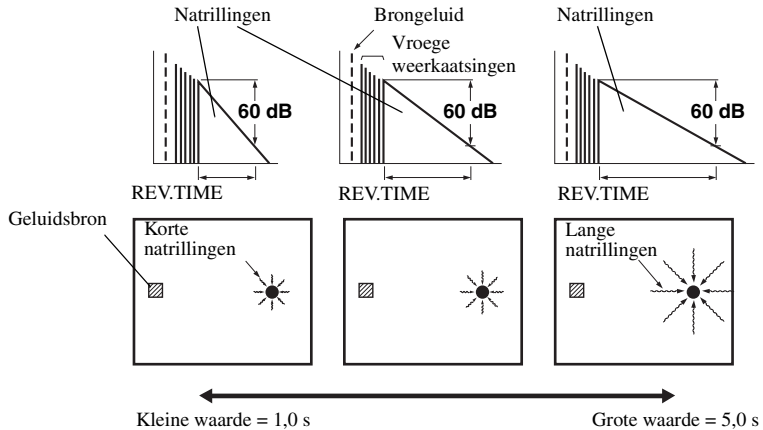 Natrillingen
Brongeluid
Natrillingen
Vroege
weerkaatsingen
60 dB
60 dB
60 dB
REV.TIME
REV.TIME
REV.TIME
Geluidsbron
Korte
natrillingen
Lange
natrillingen
Kleine waarde = 1,0 s
Grote waarde = 5,0 s